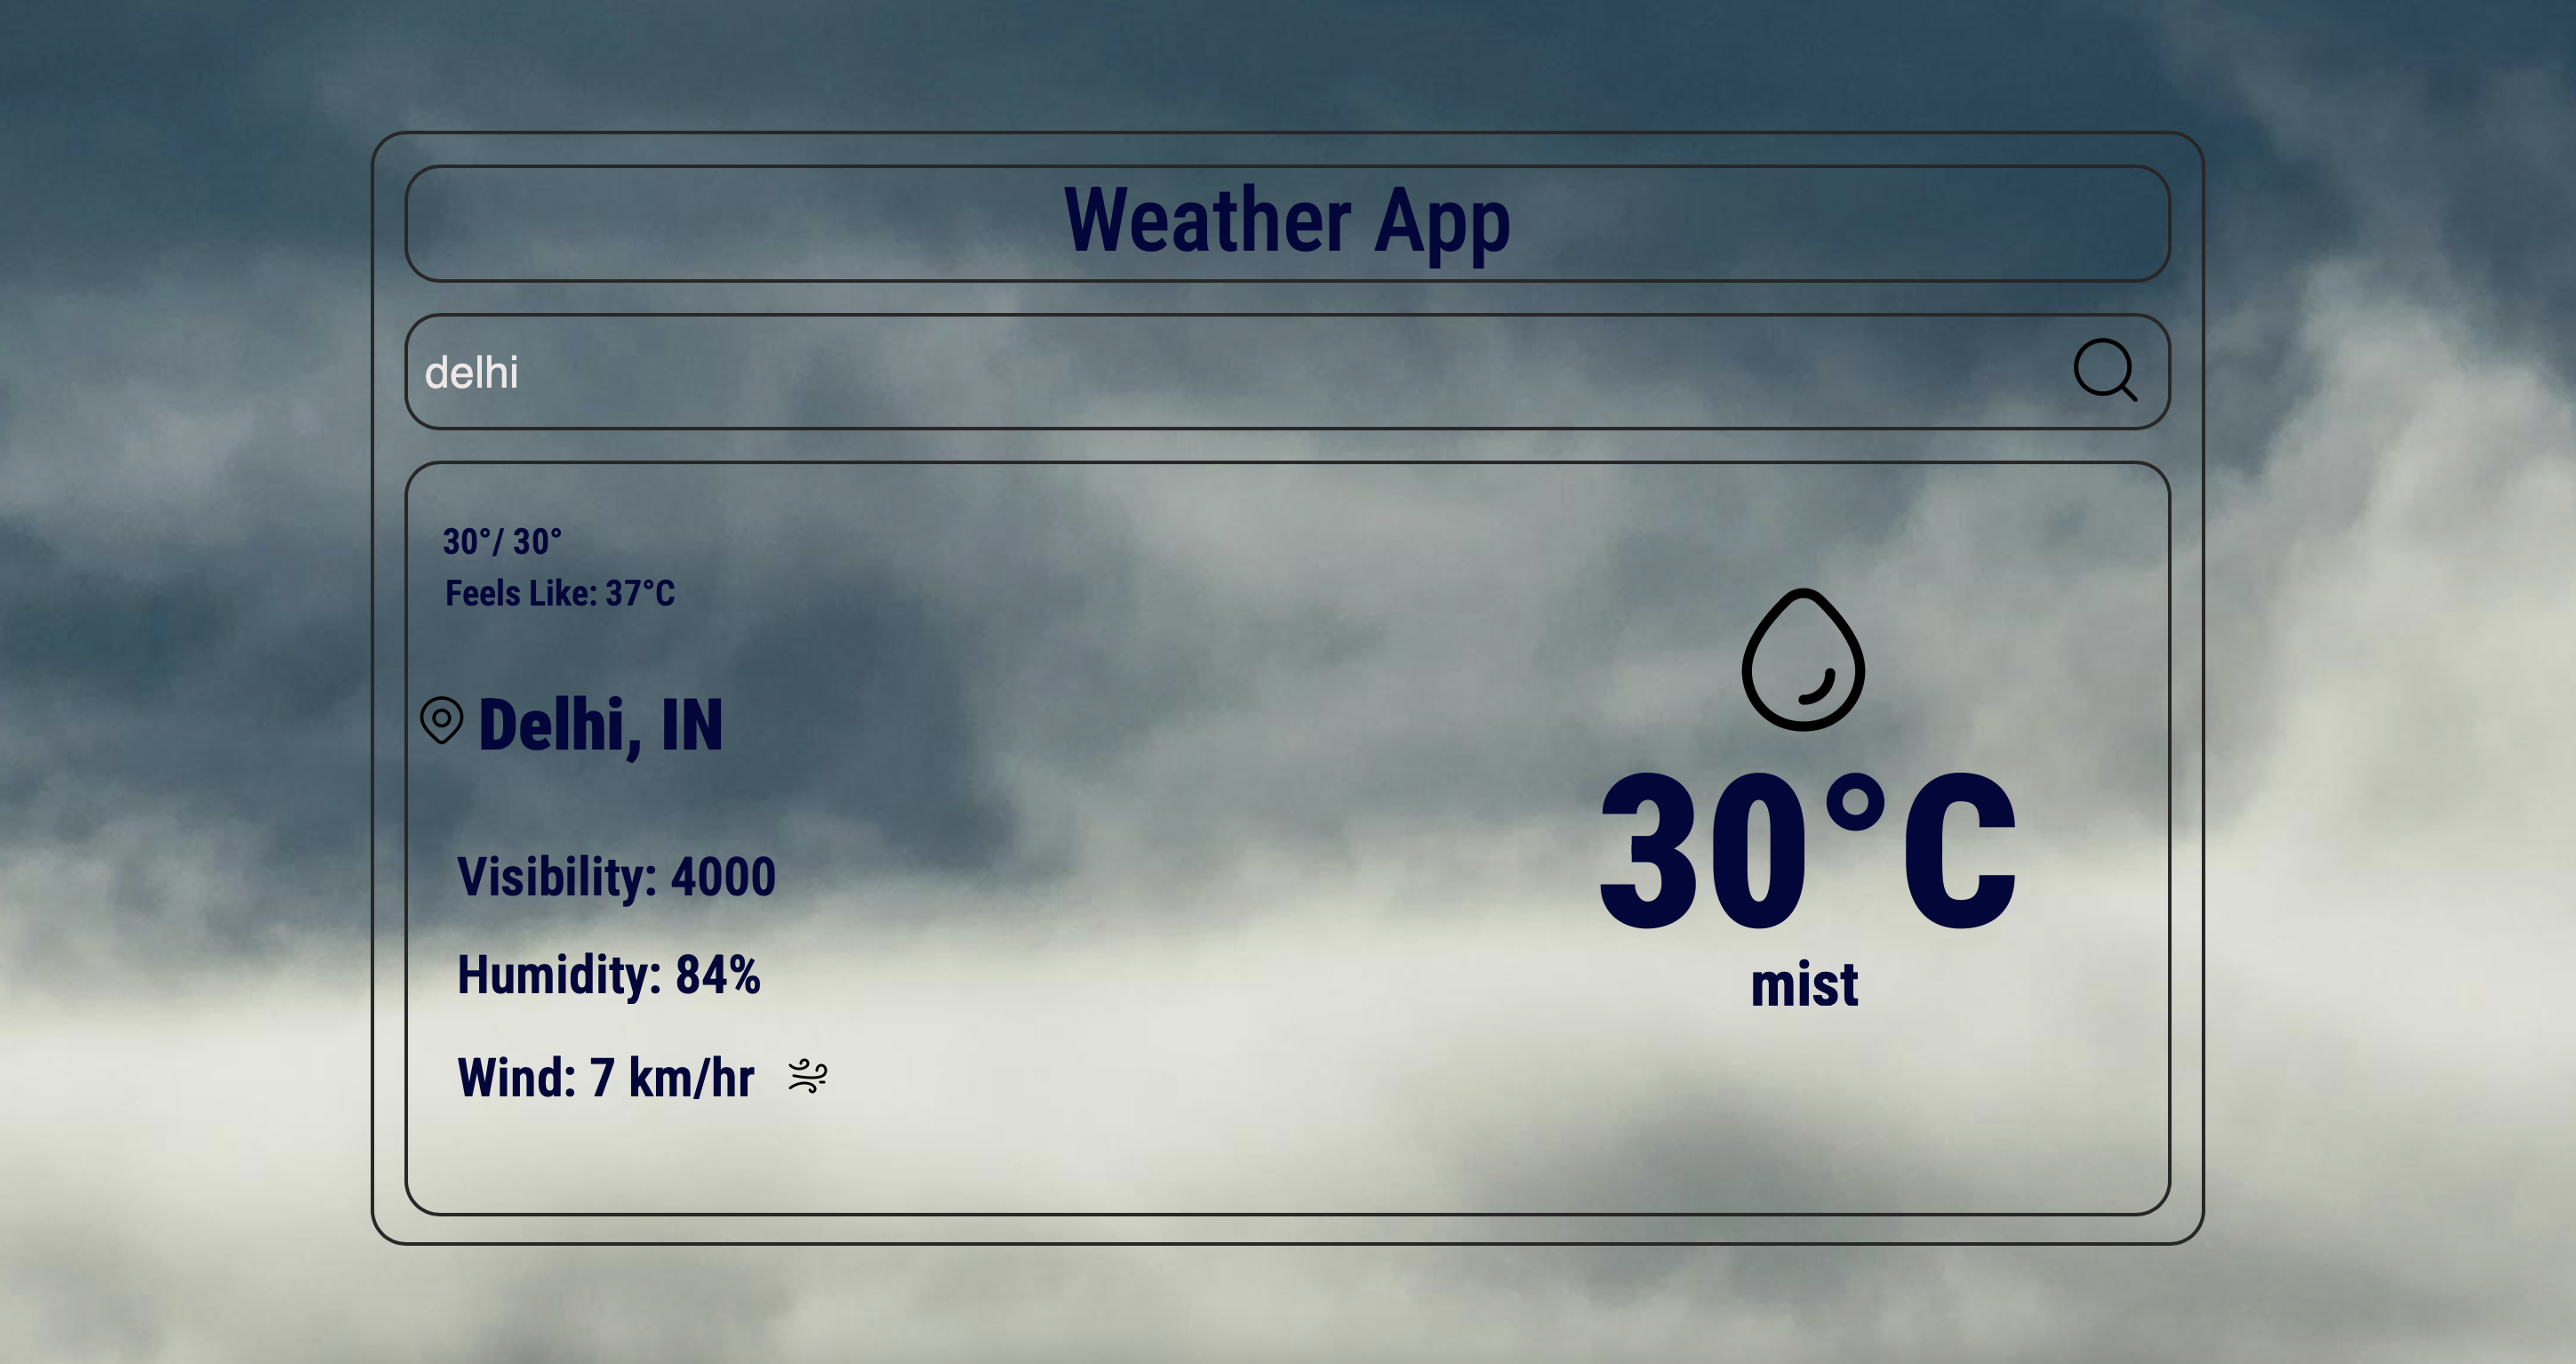 Weather App
delhi
30°/ 30°
Feels Like: 37°C
Delhi, IN
Visibility: 4000
Humidity: 84%
Wind: 7 km/hr
30°C
mist